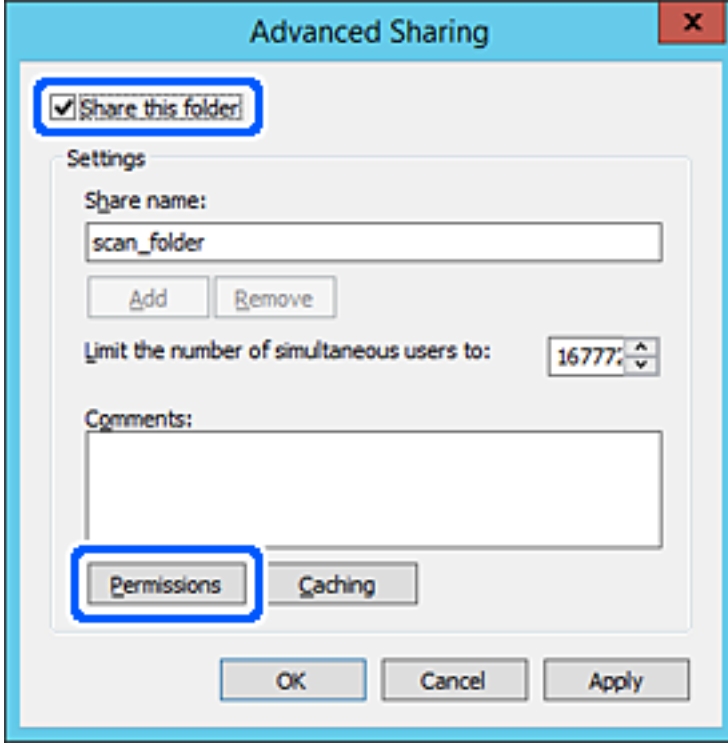 Advanced Sharing
x
Share this folder
Settings
Share name:
scan_folder
Add Remove
Limit the number of simultaneous users to:
Comments:
Permissions Caching
OK Cancel Apply